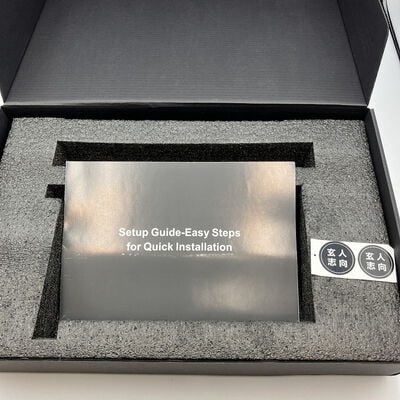 Setup Guide-Easy Steps
for Quick Installation
玄人
志向
玄人
志向